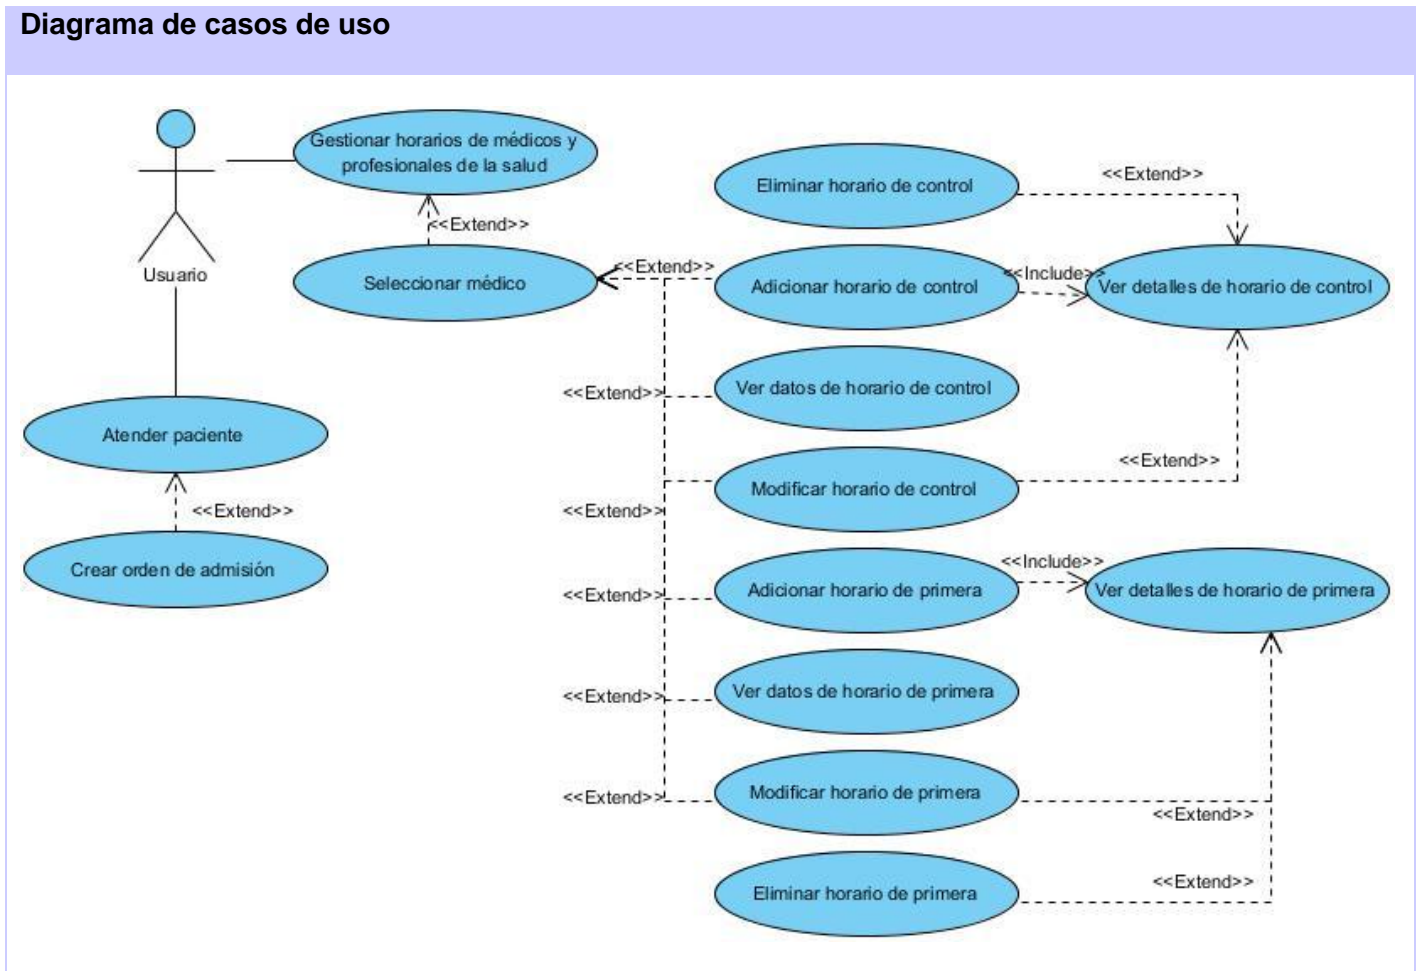 Diagrama de casos de uso
Gestionar horarios de médicos y
profesionales de la salud
<<Extend>>
Usuario
Seleccionar médico
<<Extend>>
Eliminar horario de control
<<Extend>>
Adicionar horario de control
<<Include>>
Ver detalles de horario de control
<<Extend>>
Ver datos de horario de control
Atender paciente
<<Extend>>
Modificar horario de control
<<Extend>>
<<Extend>>
Crear orden de admisión
<<Extend>>
Adicionar horario de primera
<<Include>>
Ver detalles de horario de primera
<<Extend>>
Ver datos de horario de primera
<<Extend>>
Modificar horario de primera
<<Extend>>
Eliminar horario de primera
<<Extend>>